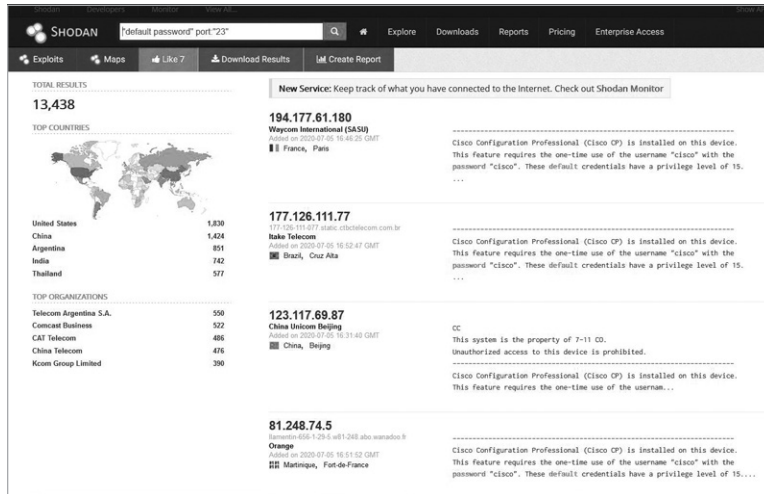 Shodan Developers Monitor View All...
SHODAN
"default password" port:"23"
Explore Downloads Reports Pricing Enterprise Access
Exploits Maps Like 7 Download Results Create Report
TOTAL RESULTS
13,438
TOP COUNTRIES
United States 1,830
China 1,424
Argentina 851
India 742
Thailand 577
TOP ORGANIZATIONS
Telecom Argentina S.A. 550
Comcast Business 522
CAT Telecom 486
China Telecom 476
Kcom Group Limited 390
New Service: Keep track of what you have connected to the Internet. Check out Shodan Monitor
194.177.61.180
Waycom International (SASU)
Added on 2020-07-05 16:46:25 GMT
France, Paris
Cisco Configuration Professional (Cisco CP) is installed on this device.
This feature requires the one-time use of the username "cisco" with the
password "cisco". These default credentials have a privilege level of 15.
...
177.126.111.77
177-126-111-077.static.ctbctelecom.com.br
Itake Telecom
Added on 2020-07-05 16:52:47 GMT
Brazil, Cruz Alta
Cisco Configuration Professional (Cisco CP) is installed on this device.
This feature requires the one-time use of the username "cisco" with the
password "cisco". These default credentials have a privilege level of 15.
...
123.117.69.87
China Unicom Beijing
Added on 2020-07-05 16:31:40 GMT
China, Beijing
CC
This system is the property of 7-11 CO.
Unauthorized access to this device is prohibited.
Cisco Configuration Professional (Cisco CP) is installed on this device.
This feature requires the one-time use of the usernam...
81.248.74.5
Orange
Added on 2020-07-05 16:51:52 GMT
Martinique, Fort-de-France
Cisco Configuration Professional (Cisco CP) is installed on this device.
This feature requires the one-time use of the username "cisco" with the
password "cisco". These default credentials have a privilege level of 15....